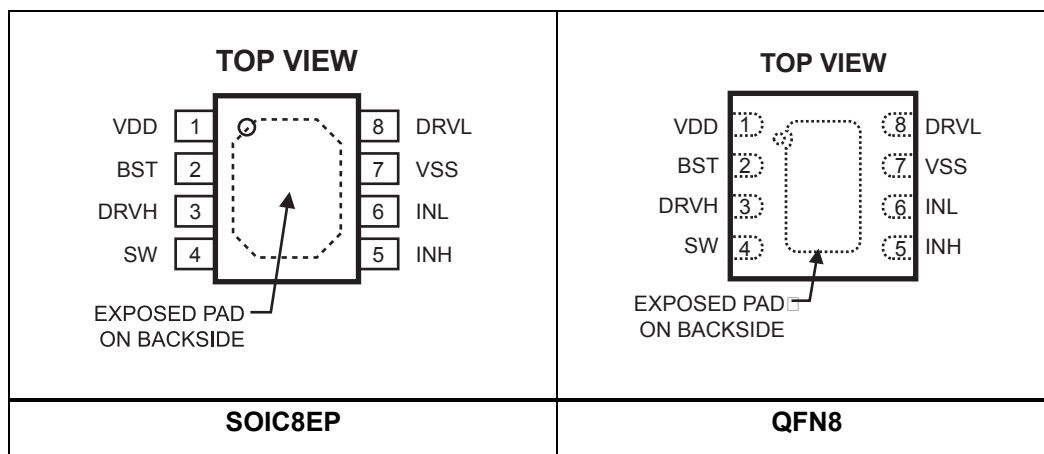 TOP VIEW
VDD 1 8 DRVL
BST 2 7 VSS
DRVH 3 6 INL
SW 4 5 INH
EXPOSED PAD
ON BACKSIDE
SOIC8EP
TOP VIEW
VDD 1 8 DRVL
BST 2 7 VSS
DRVH 3 6 INL
SW 4 5 INH
EXPOSED PAD□
ON BACKSIDE
QFN8